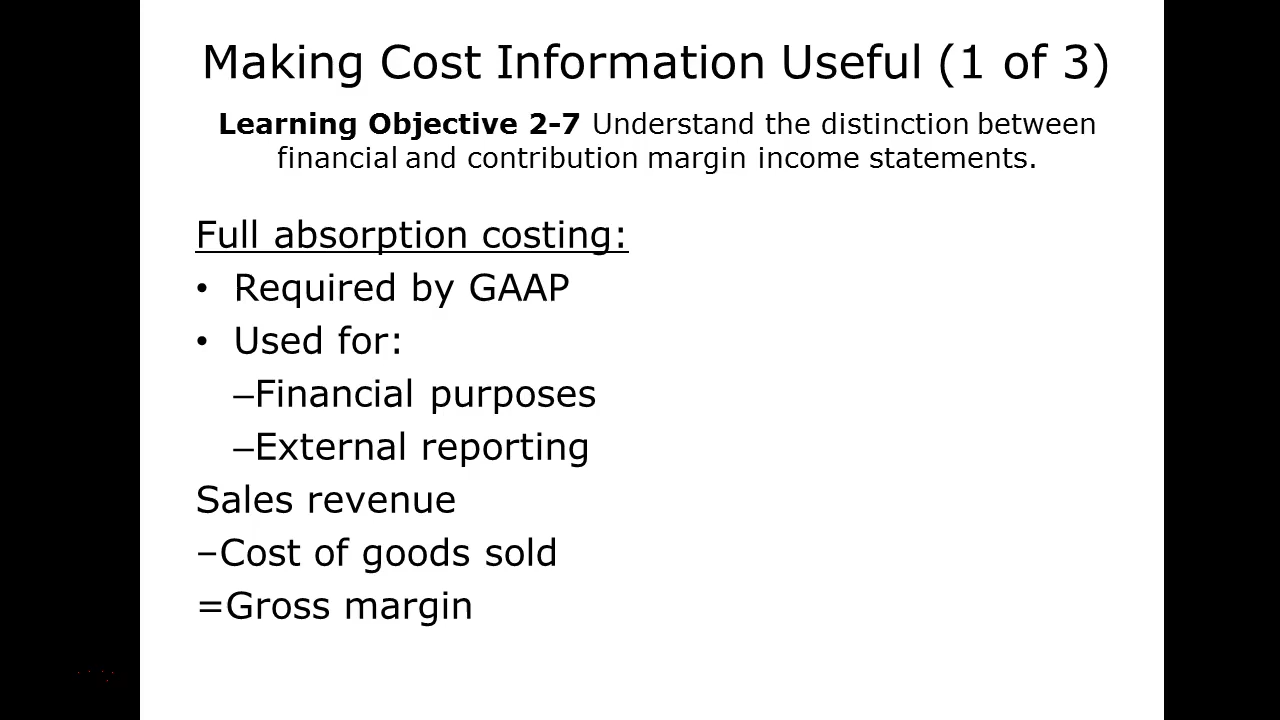 Making Cost Information Useful (1 of 3)
Learning Objective 2-7 Understand the distinction between
financial and contribution margin income statements.
Full absorption costing:
• Required by GAAP
• Used for:
–Financial purposes
–External reporting
Sales revenue
–Cost of goods sold
=Gross margin